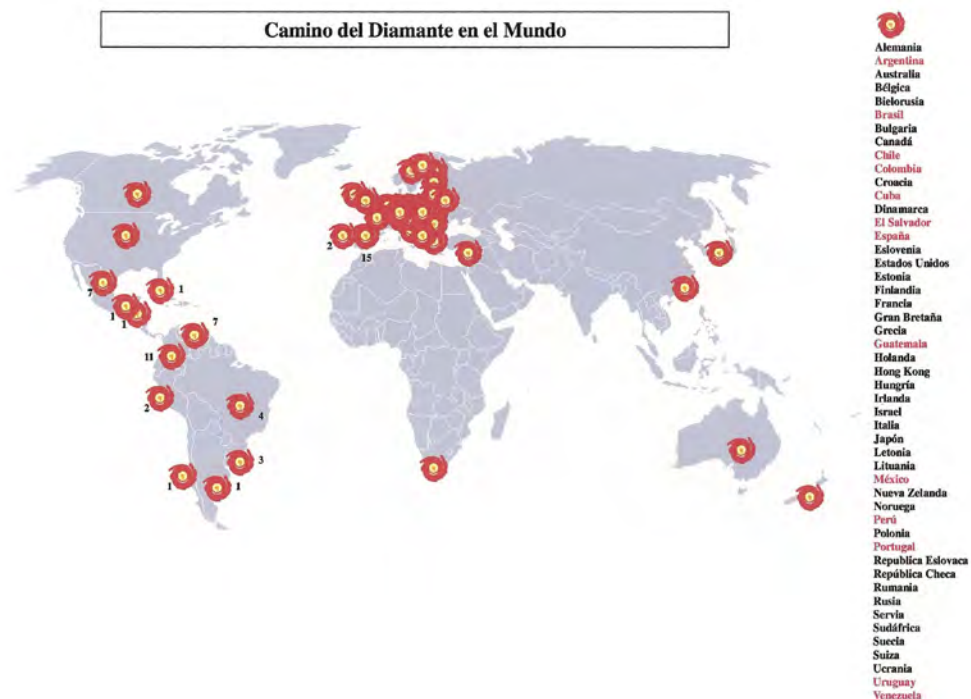 Camino del Diamante en el Mundo
Alemania
Argentina
Australia
Bélgica
Bielorusia
Brasil
Bulgaria
Canadá
Chile
Colombia
Croacia
Cuba
Dinamarca
El Salvador
España
Eslovenia
Estados Unidos
Estonia
Finlandia
Francia
Gran Bretaña
Grecia
Guatemala
Holanda
Hong Kong
Hungría
Irlanda
Israel
Italia
Japón
Letonia
Lituania
México
Nueva Zelanda
Noruega
Perú
Polonia
Portugal
Republica Eslovaca
República Checa
Rumania
Rusia
Servia
Sudáfrica
Suecia
Suiza
Ucrania
Uruguay
Venezuela
2
15
7
1
1
1
7
11
2
4
3
1
1